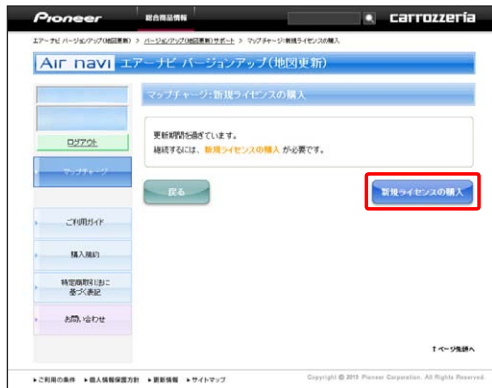 Pioneer
総合商品情報
carrozzeria
エアーナビ バージョンアップ(地図更新) > バージョンアップ(地図更新)サポート > マップチャージ:新規ライセンスの購入
AIr navI エアーナビ バージョンアップ(地図更新)
マップチャージ:新規ライセンスの購入
ログアウト
マップチャージ
ご利用ガイド
購入規約
特定商取引法に
基づく表記
お問い合わせ
更新期間を過ぎています。
継続するには、新規ライセンスの購入 が必要です。
戻る
新規ライセンスの購入
↑ページ先頭へ
ご利用の条件
個人情報保護方針
更新情報
サイトマップ
Copyright © 2013 Pioneer Corporation. All Rights Reserved.